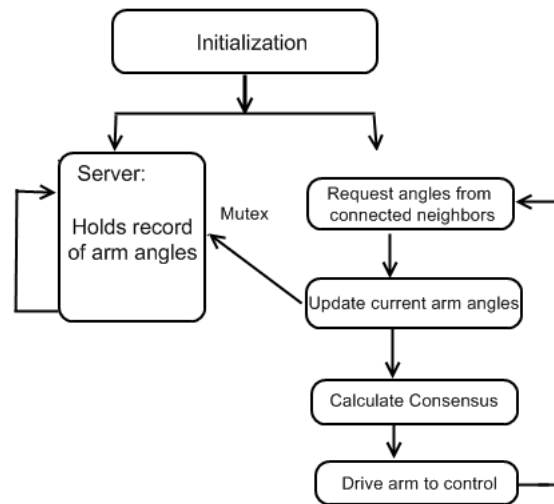 Initialization
Server:
Holds record
of arm angles
Mutex
Request angles from
connected neighbors
Update current arm angles
Calculate Consensus
Drive arm to control